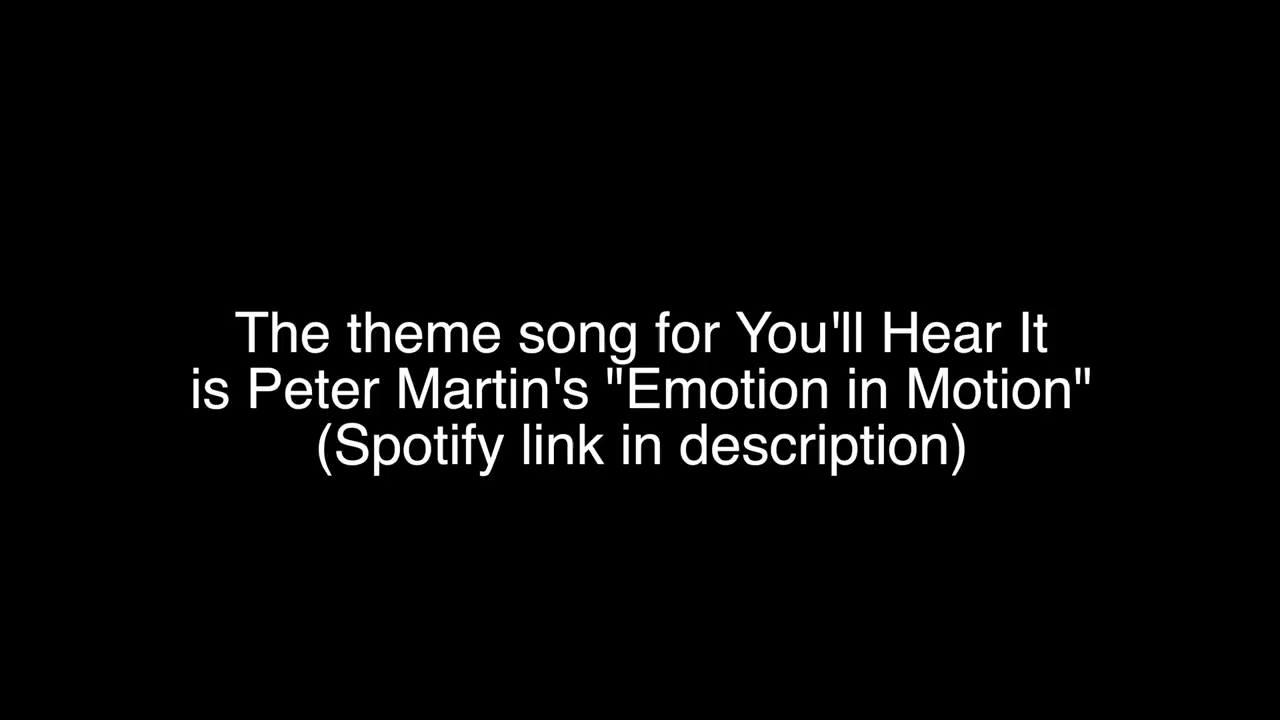 The theme song for You'll Hear It
is Peter Martin's "Emotion in Motion"
(Spotify link in description)